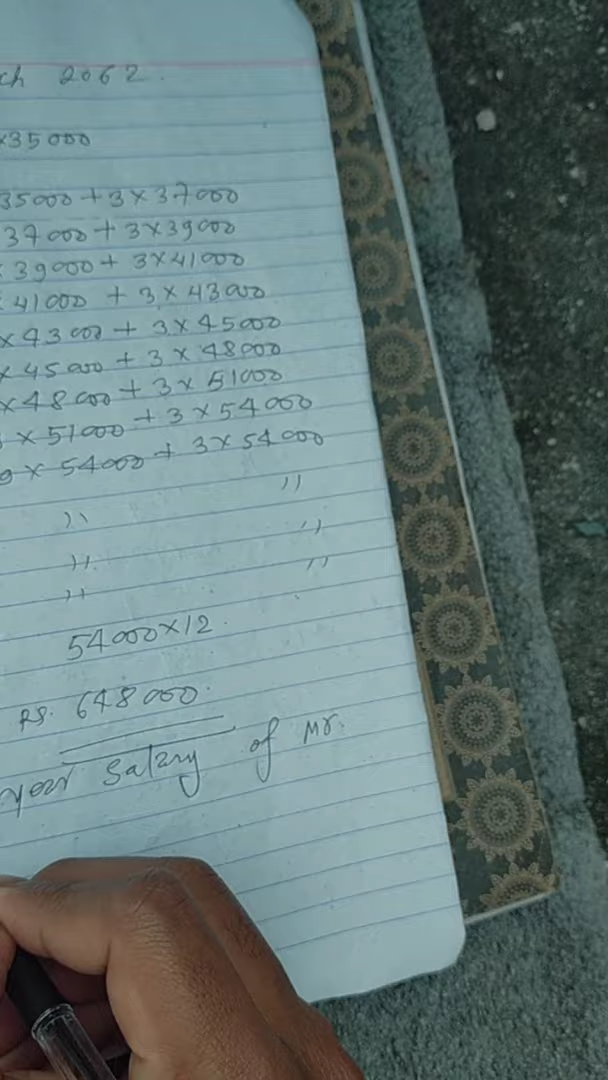 ch 2062.
×35000
35000 + 3×37000
37000 + 3×39000
× 39000 + 3×41000
× 41000 + 3×43000
× 43000 + 3×45000
× 45000 + 3×48000
×48000 + 3×51000
× 51000 + 3×54000
9 × 54000 + 3×54000
,, ,,
,, ,,
,, ,,
54000×12
RS. 648000.
year salary of Mr.